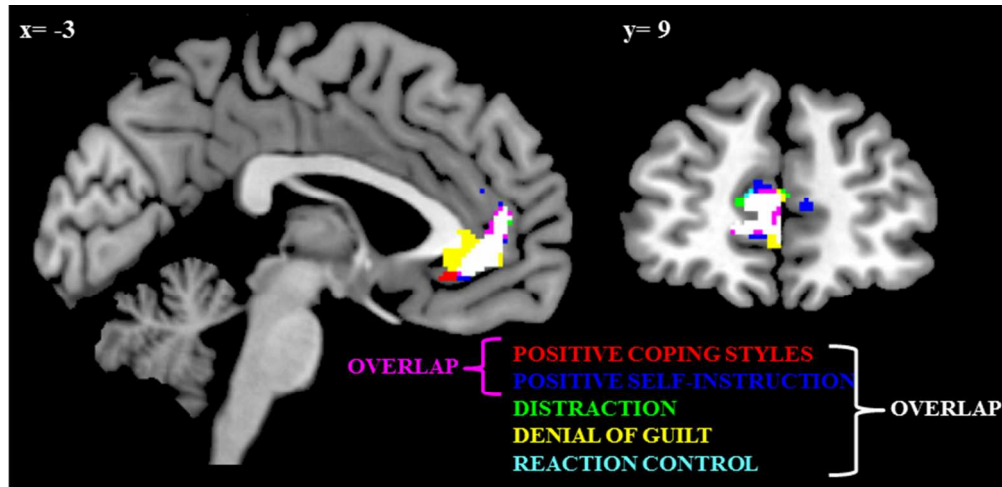 x= -3
y= 9
OVERLAP
POSITIVE COPING STYLES
POSITIVE SELF-INSTRUCTION
DISTRACTION
DENIAL OF GUILT
REACTION CONTROL
OVERLAP